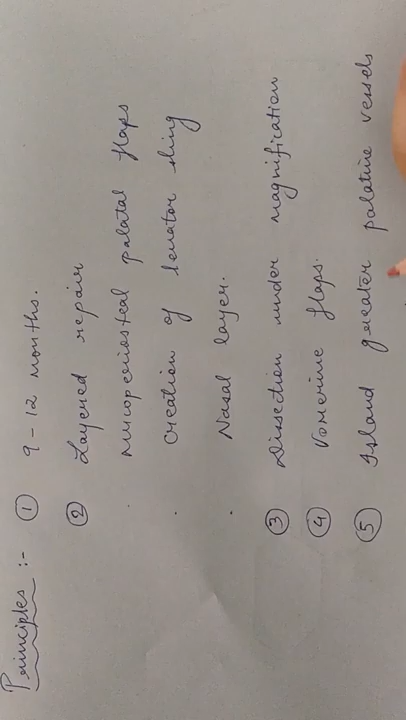 Principles :- ① 9-12 months.
② Layered repair
· Mucoperiosteal palatal flaps
· Creation of levator sling
· Nasal layer.
③ Dissection under magnification
④ Vomerine flaps.
⑤ Island greater palatine vessels